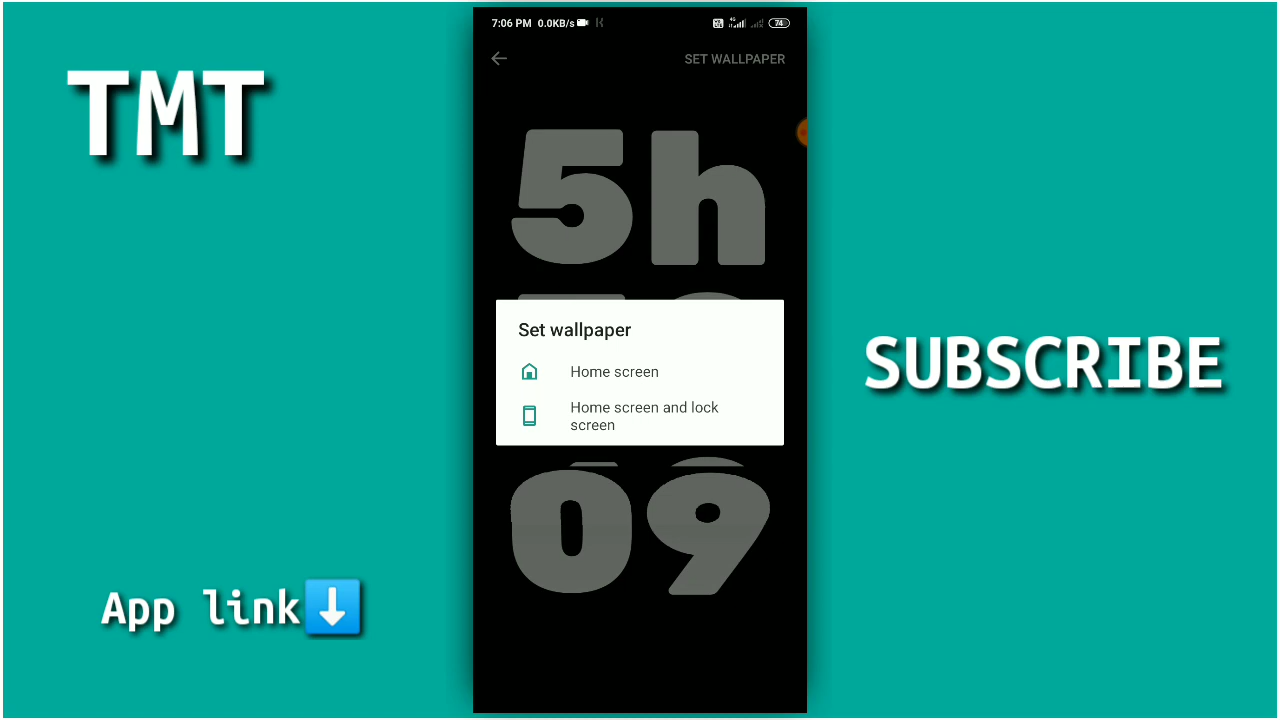 TMT
7:06 PM 0.0KB/s
4G
74
SET WALLPAPER
5h
Set wallpaper
Home screen
Home screen and lock
screen
09
SUBSCRIBE
App link⬇️